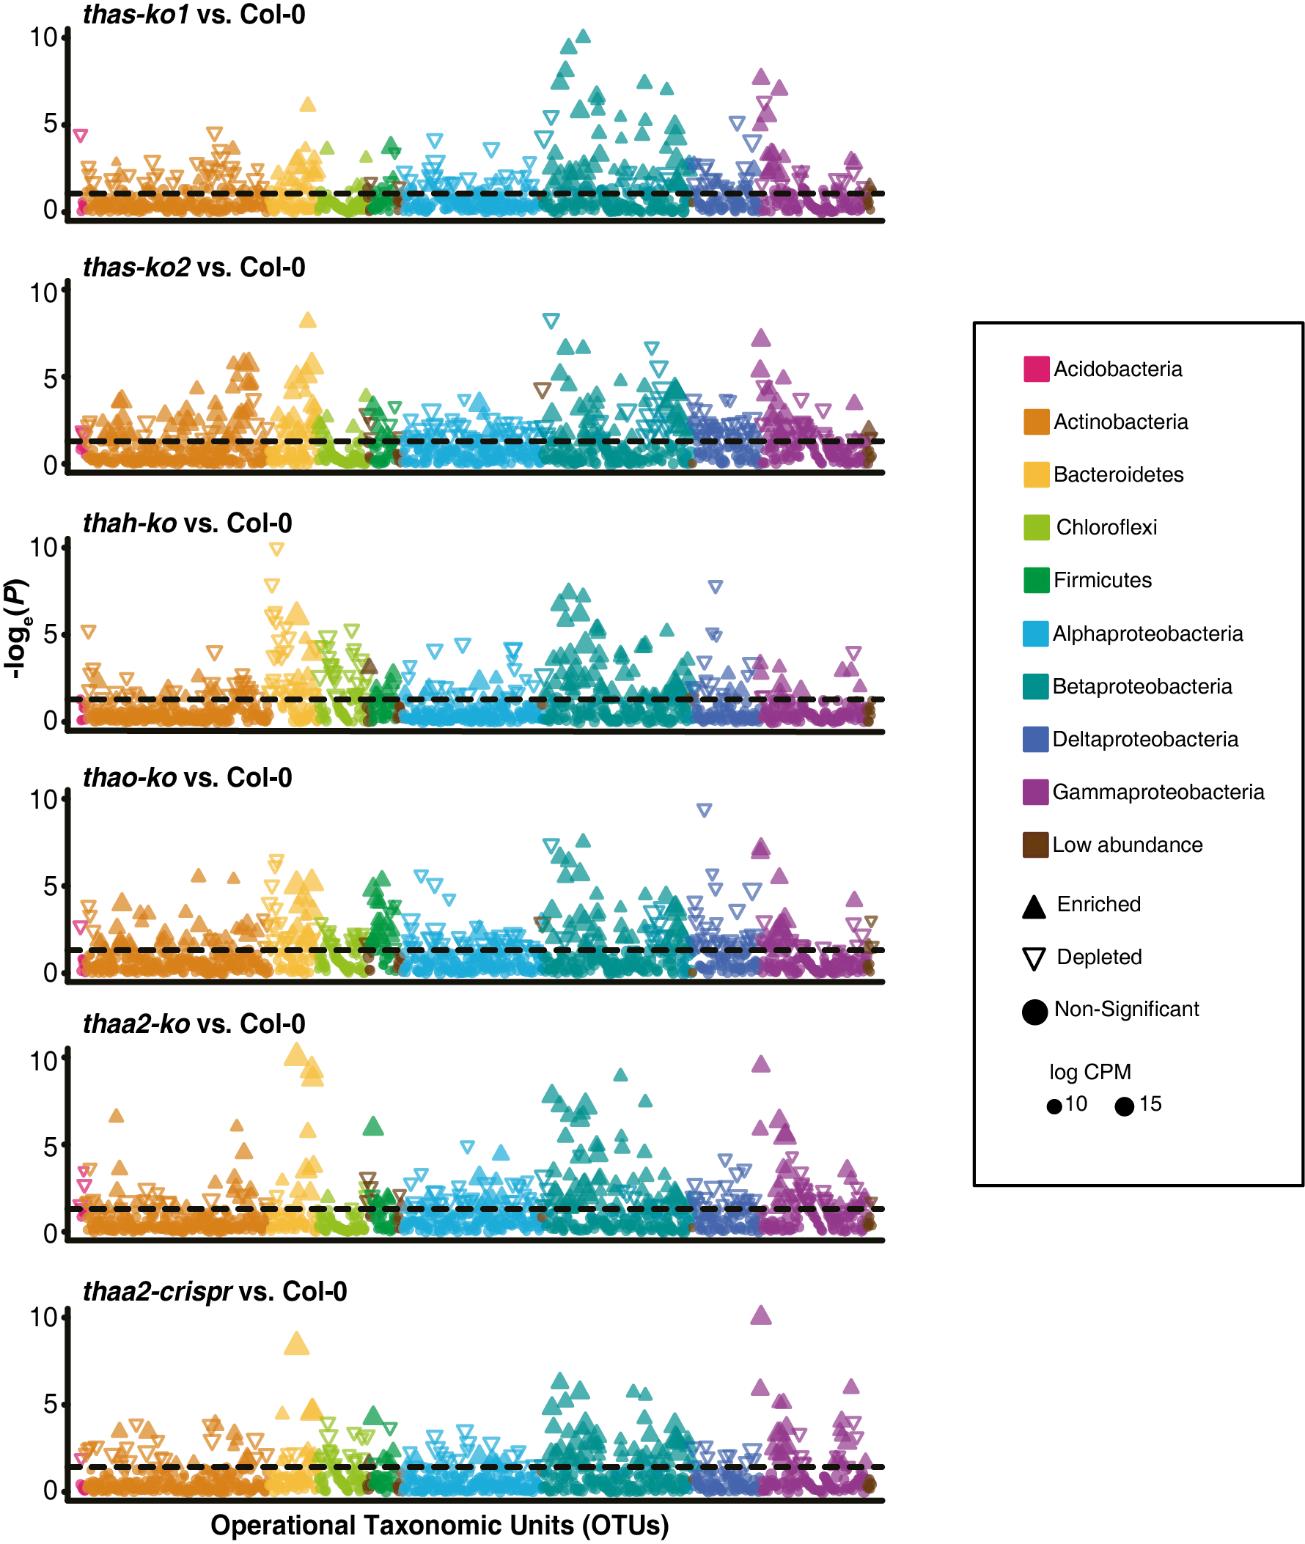 thas-ko1 vs. Col-0
10
5
0
thas-ko2 vs. Col-0
10
5
0
thah-ko vs. Col-0
10
5
0
-loge(P)
thao-ko vs. Col-0
10
5
0
thaa2-ko vs. Col-0
10
5
0
thaa2-crispr vs. Col-0
10
5
0
Operational Taxonomic Units (OTUs)
Acidobacteria
Actinobacteria
Bacteroidetes
Chloroflexi
Firmicutes
Alphaproteobacteria
Betaproteobacteria
Deltaproteobacteria
Gammaproteobacteria
Low abundance
Enriched
Depleted
Non-Significant
log CPM
10 15